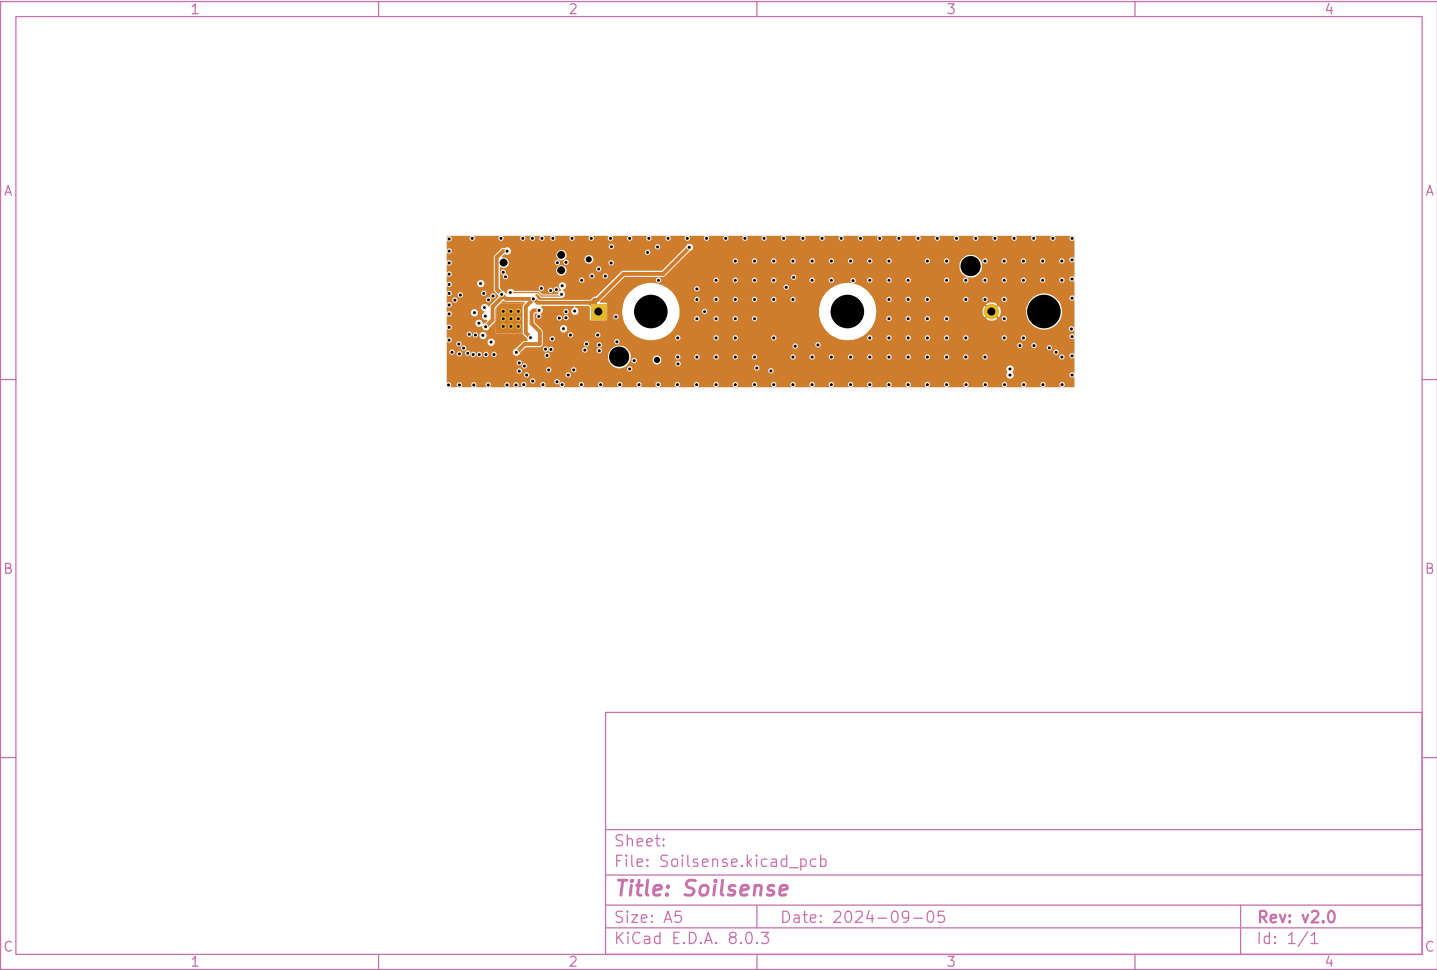 1 2 3 4
A A
B B
Sheet:
File: Soilsense.kicad_pcb
Title: Soilsense
Size: A5 Date: 2024-09-05 Rev: v2.0
KiCad E.D.A. 8.0.3 Id: 1/1
C C
1 2 3 4